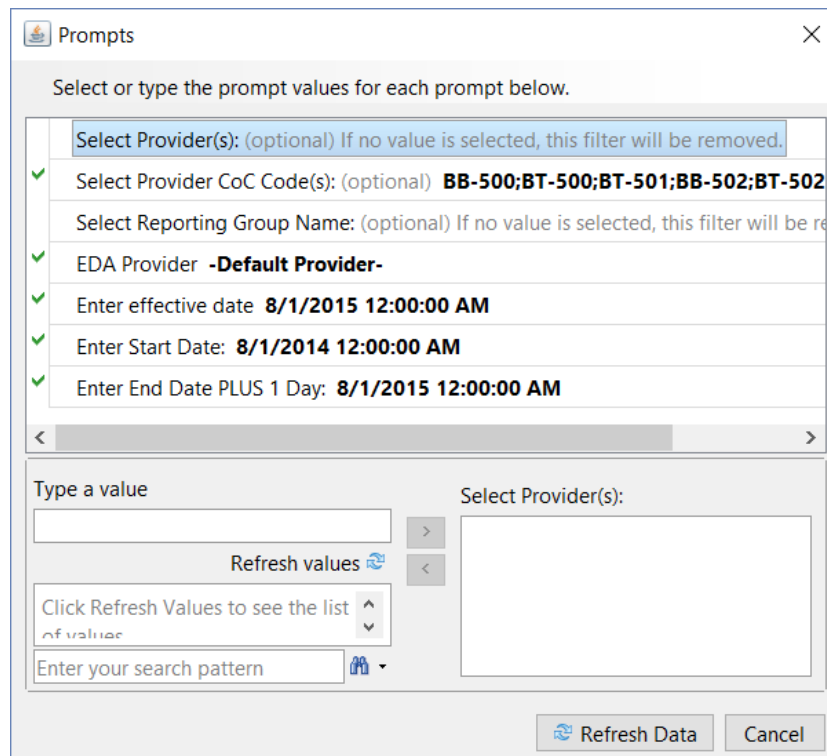 Prompts
Select or type the prompt values for each prompt below.
Select Provider(s): (optional) If no value is selected, this filter will be removed.
Select Provider CoC Code(s): (optional) BB-500;BT-500;BT-501;BB-502;BT-502
Select Reporting Group Name: (optional) If no value is selected, this filter will be re
EDA Provider -Default Provider-
Enter effective date 8/1/2015 12:00:00 AM
Enter Start Date: 8/1/2014 12:00:00 AM
Enter End Date PLUS 1 Day: 8/1/2015 12:00:00 AM
Type a value
Select Provider(s):
Refresh values
Click Refresh Values to see the list
of values
Enter your search pattern
Refresh Data
Cancel